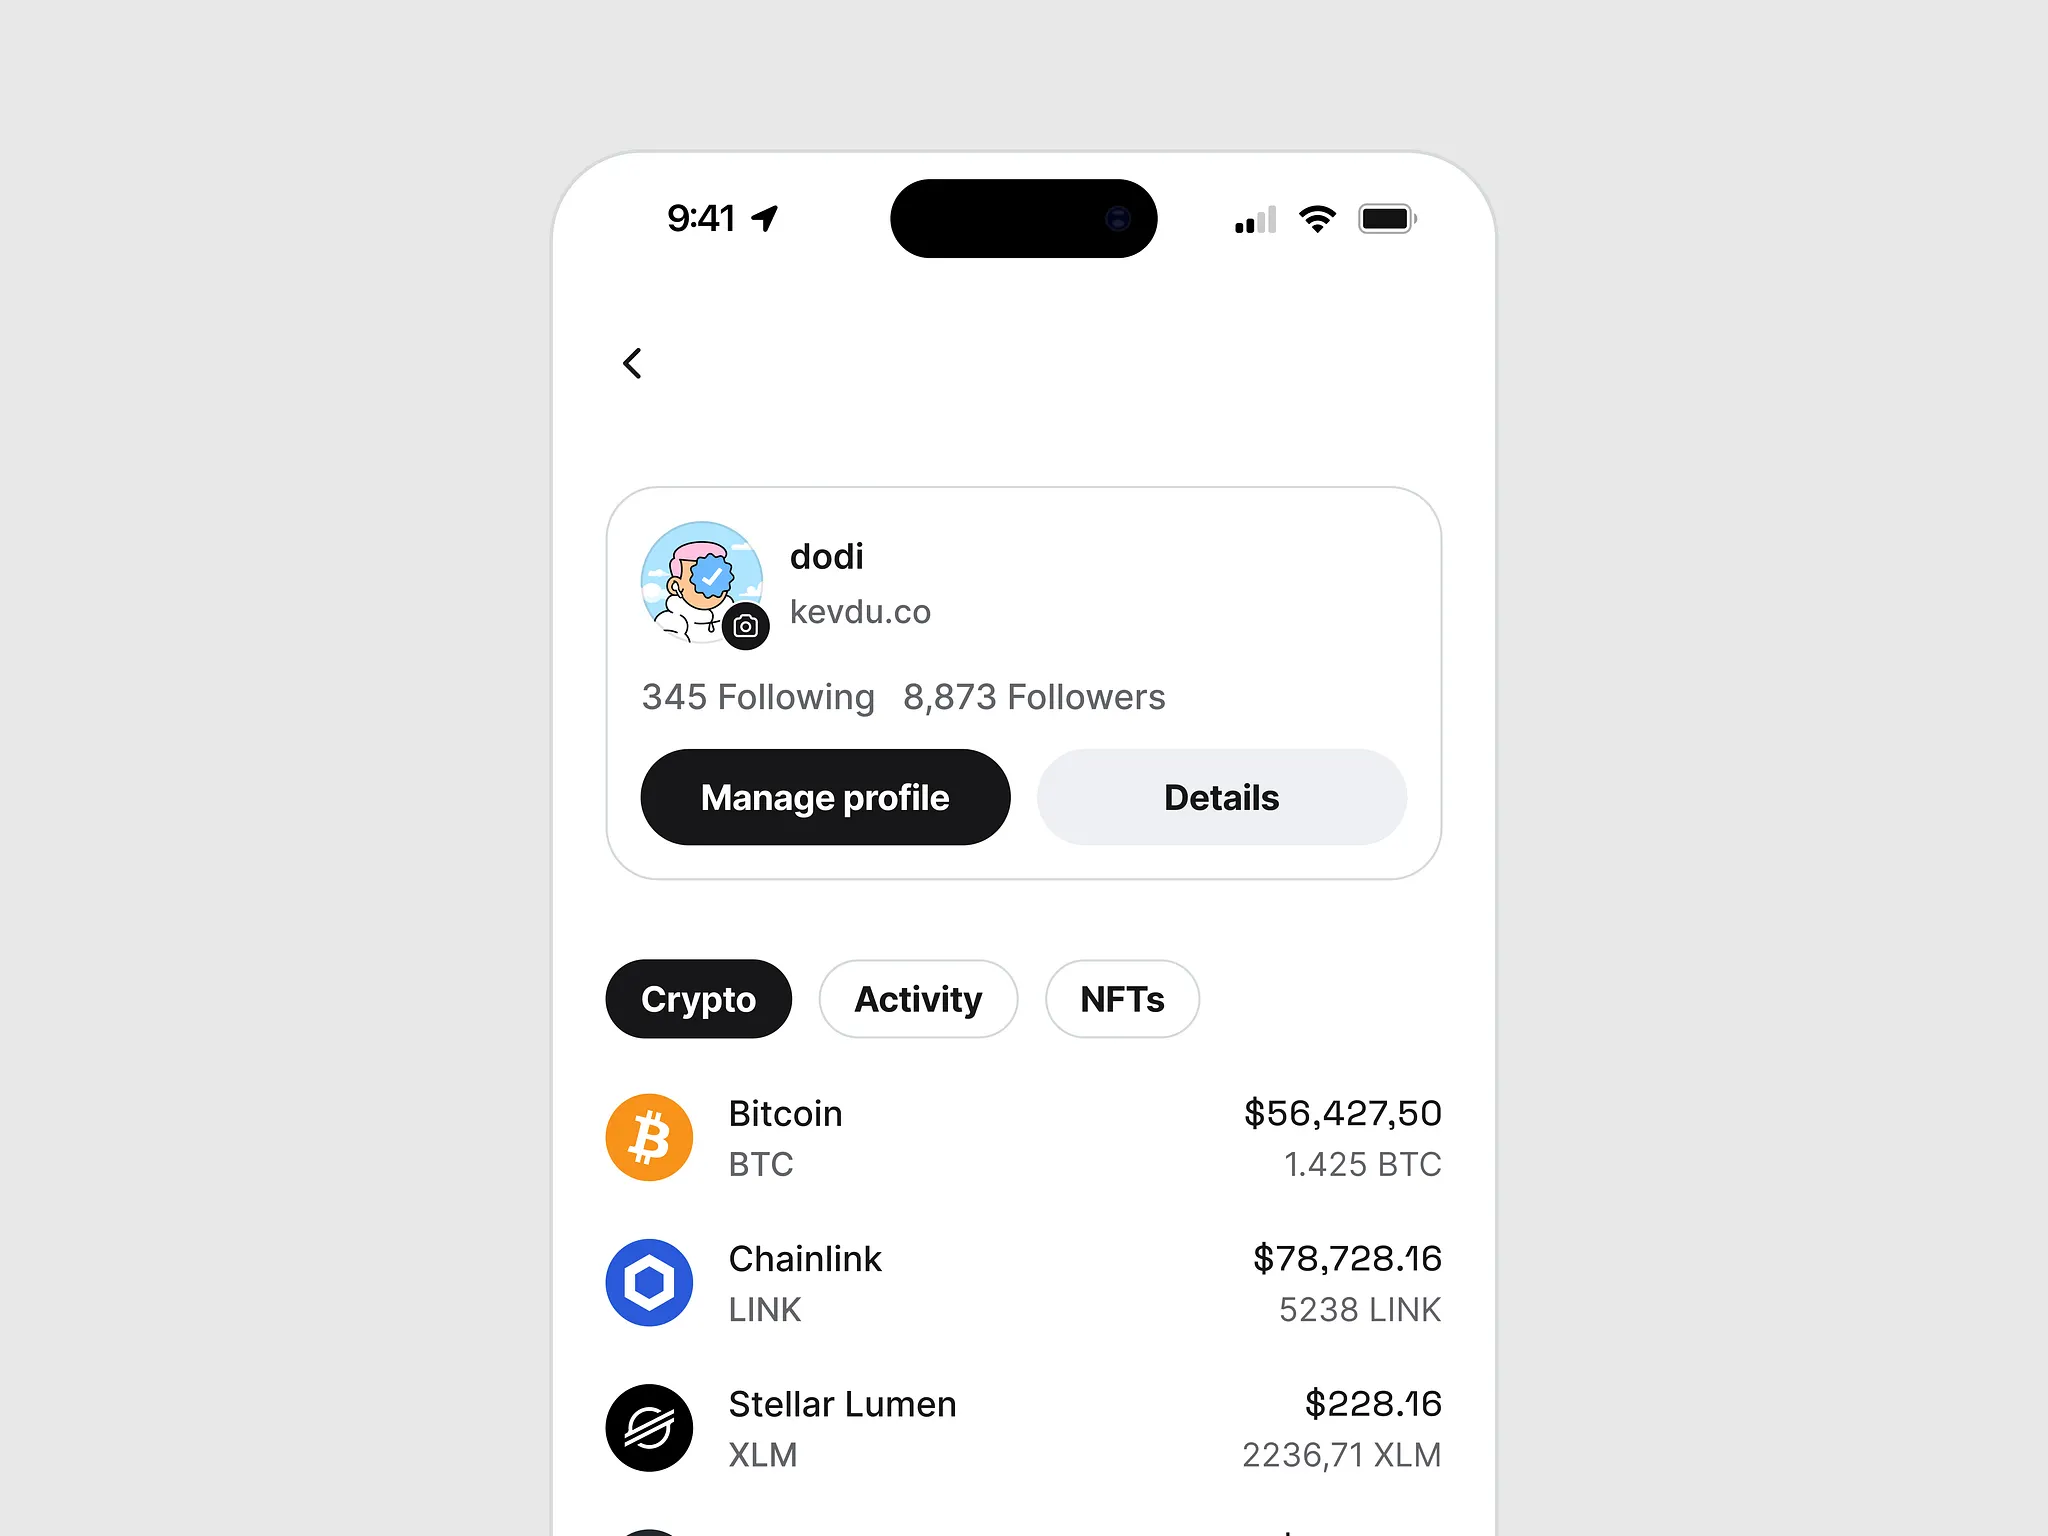 9:41
dodi
kevdu.co
345 Following 8,873 Followers
Manage profile Details
Crypto Activity NFTs
Bitcoin $56,427,50
BTC 1.425 BTC
Chainlink $78,728.16
LINK 5238 LINK
Stellar Lumen $228.16
XLM 2236,71 XLM